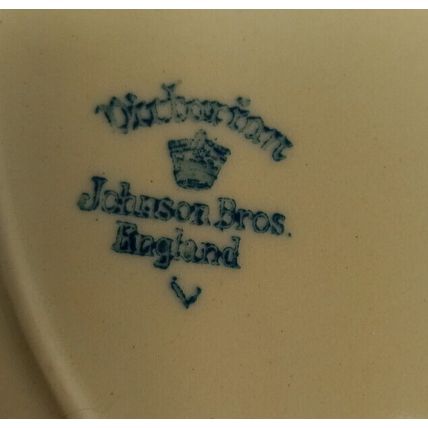 Victorian
Johnson Bros.
England
L